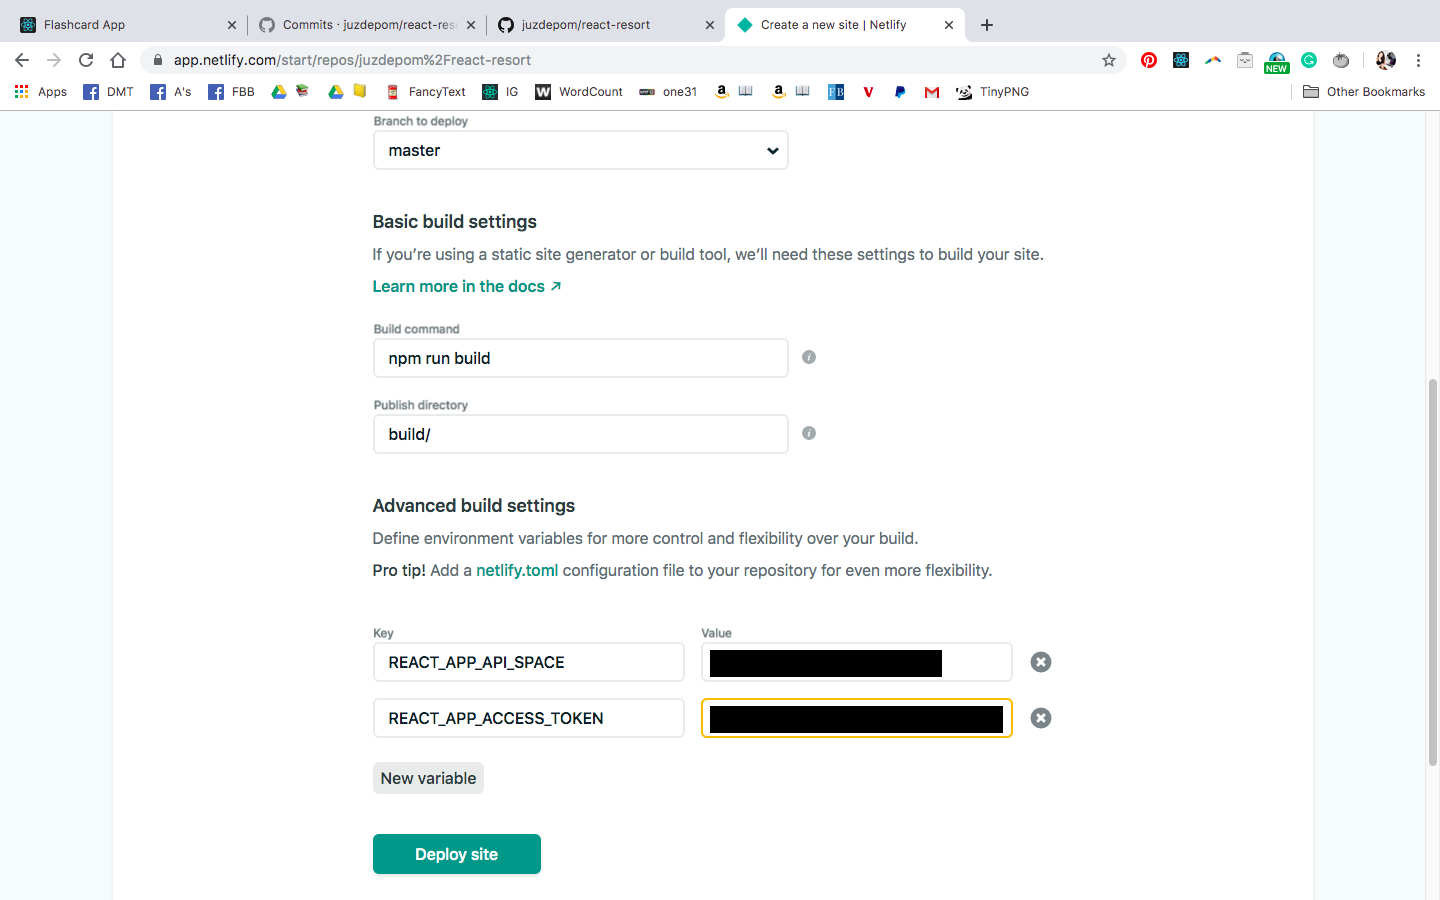 Flashcard App
Commits · juzdepom/react-res
juzdepom/react-resort
Create a new site | Netlify
app.netlify.com/start/repos/juzdepom%2Freact-resort
NEW
Apps
DMT
A's
FBB
FancyText
IG
W
WordCount
one31
FB
TinyPNG
Other Bookmarks
Branch to deploy
master
Basic build settings
If you’re using a static site generator or build tool, we’ll need these settings to build your site.
Learn more in the docs ↗
Build command
npm run build
Publish directory
build/
Advanced build settings
Define environment variables for more control and flexibility over your build.
Pro tip! Add a netlify.toml configuration file to your repository for even more flexibility.
Key
Value
REACT_APP_API_SPACE
REACT_APP_ACCESS_TOKEN
New variable
Deploy site